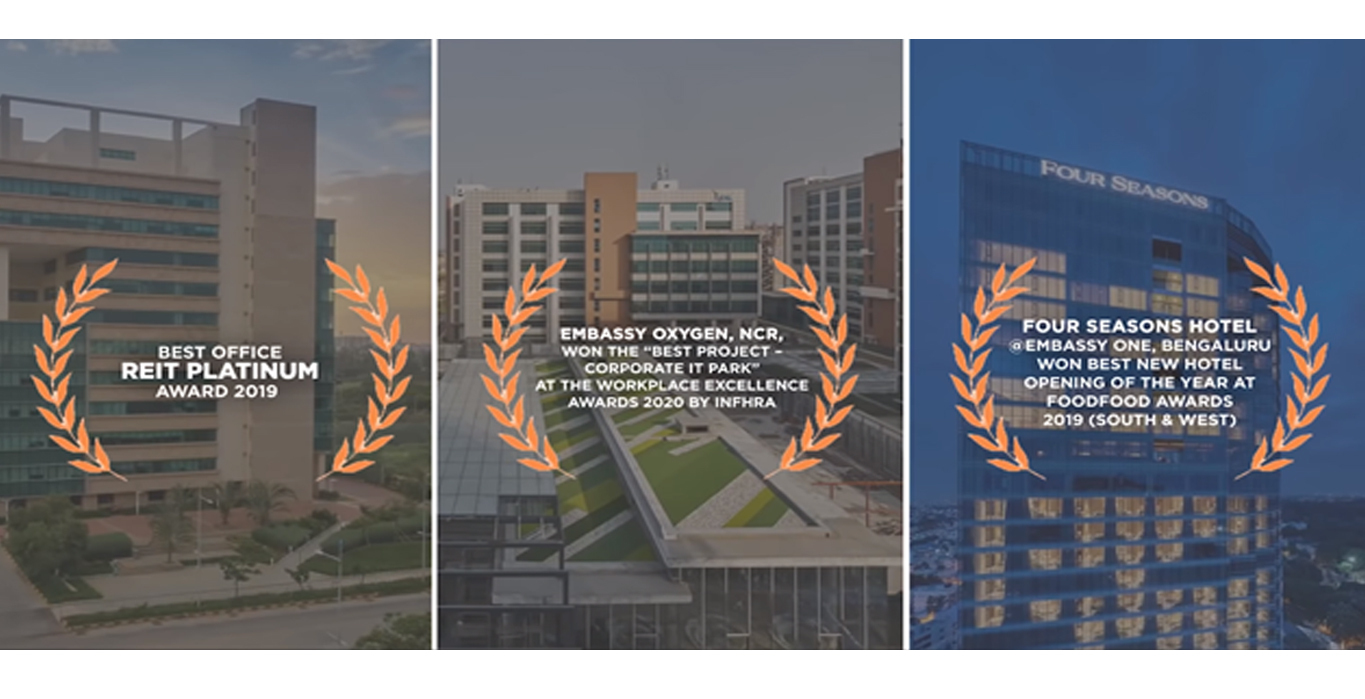 BEST OFFICE
REIT PLATINUM
AWARD 2019
EMBASSY OXYGEN, NCR,
WON THE "BEST PROJECT –
CORPORATE IT PARK"
AT THE WORKPLACE EXCELLENCE
AWARDS 2020 BY INFHRA
FOUR SEASONS
FOUR SEASONS HOTEL
@EMBASSY ONE, BENGALURU
WON BEST NEW HOTEL
OPENING OF THE YEAR AT
FOODFOOD AWARDS
2019 (SOUTH & WEST)